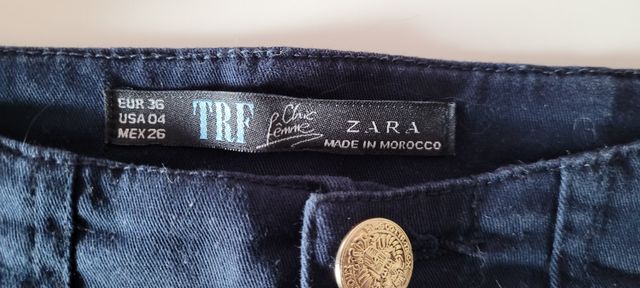 EUR 36
USA 04
MEX 26
TRF
Chic
Femme
ZARA
MADE IN MOROCCO